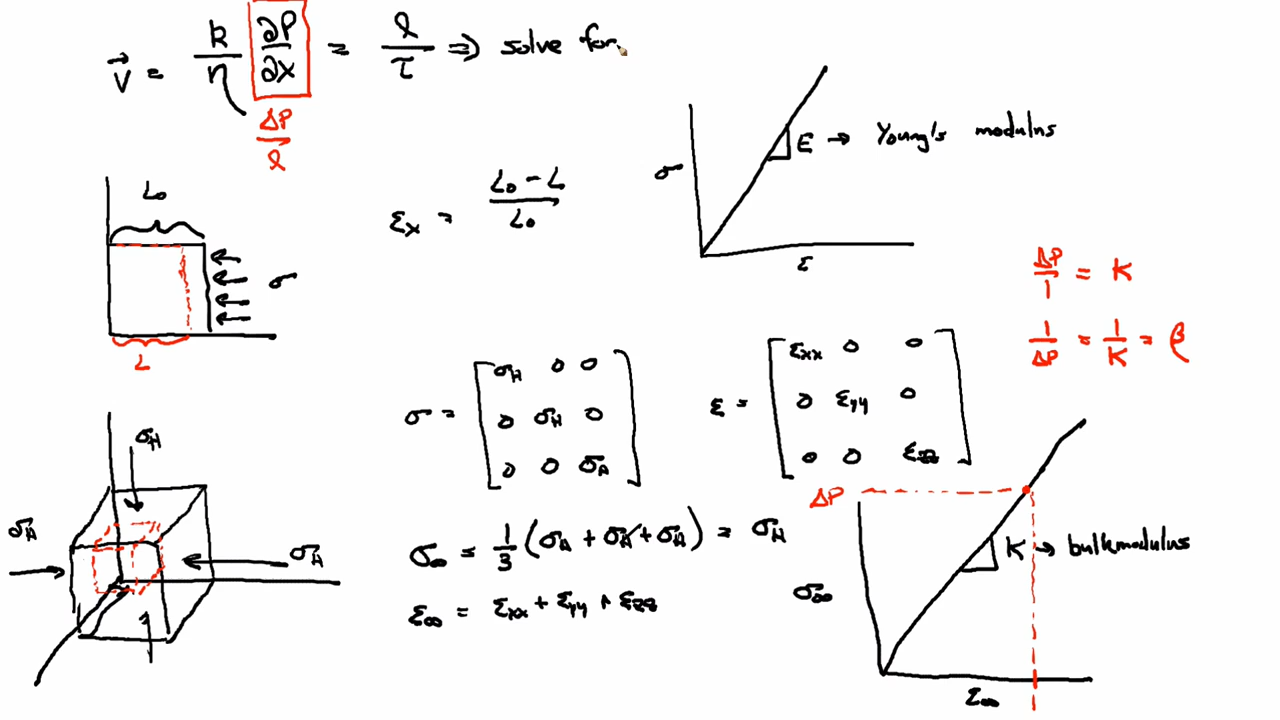 V⃗ = k/η ∂P/∂x = l/τ ⇒ solve for
ΔP/l
L₀
εx = (L₀ - L)/L₀
σ
E → Young's modulus
ε
σ
L
ΔP/1 = K
1/ΔP = 1/K = β
σ = [σH 0 0
0 σH 0
0 0 σH]
ε = [εxx 0 0
0 εyy 0
0 0 εzz]
σH
σH
σH
σ∞ = 1/3 (σH + σH + σH) = σH
ε∞ = εxx + εyy + εzz
ΔP
K → bulk modulus
σ∞
ε∞